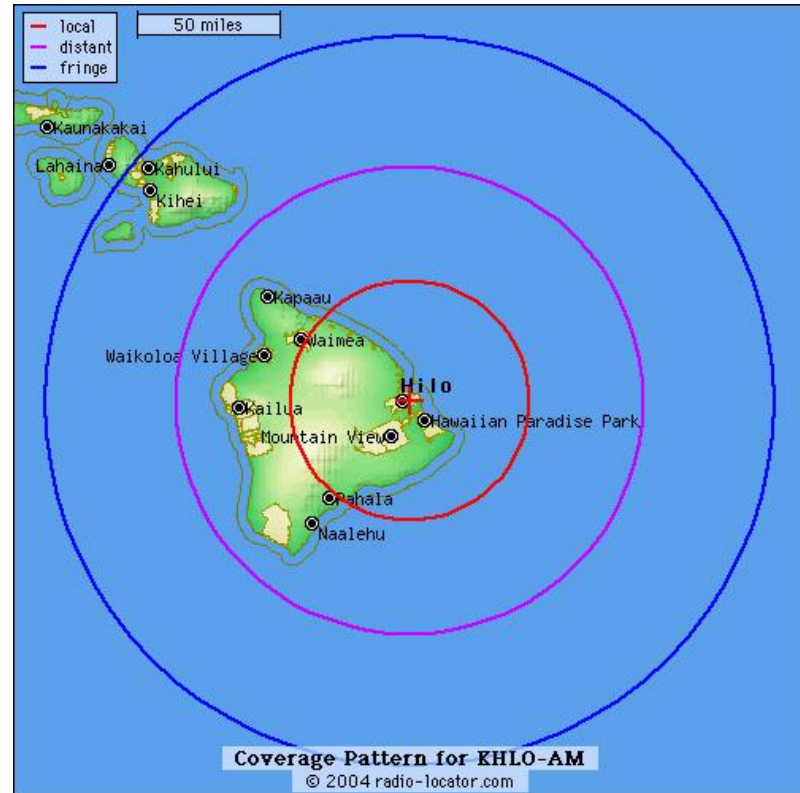 local
distant
fringe
50 miles
Kaunakakai
Lahaina
Kahului
Kihei
Kapaau
Waimea
Waikoloa Village
Hilo
Kailua
Hawaiian Paradise Park
Mountain View
Pahala
Naalehu
Coverage Pattern for KHLO-AM
© 2004 radio-locator.com